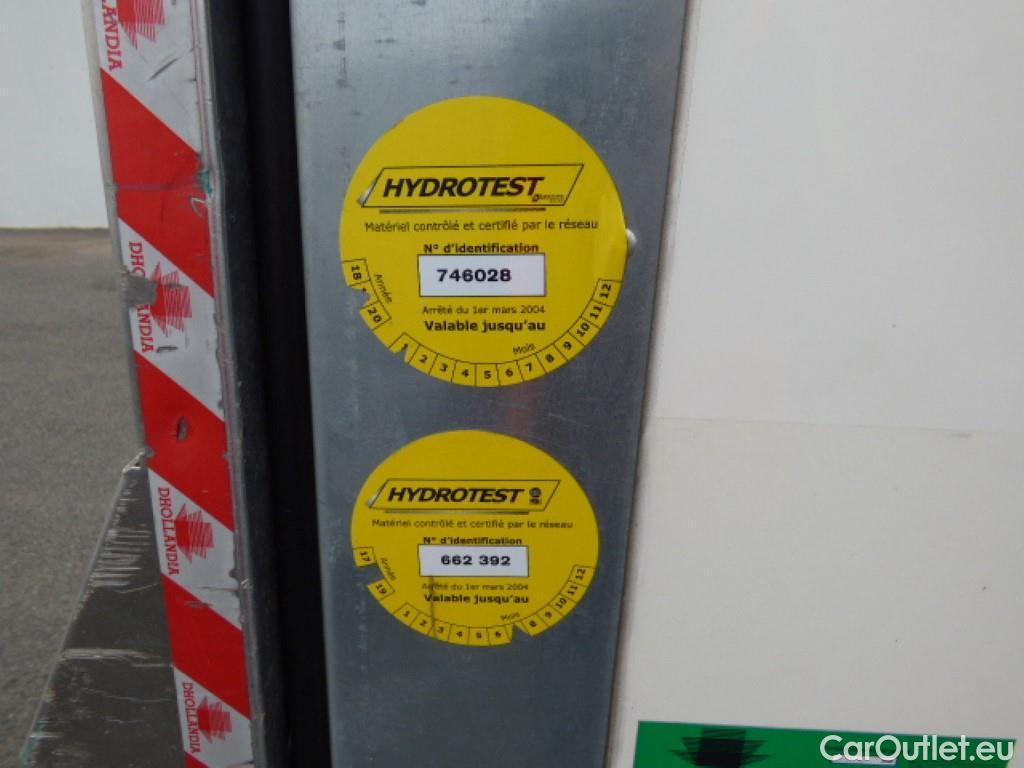 DHOLLANDIA
DHOLLANDIA
DHOLLANDIA
DHOLLANDIA
HYDROTEST
Matériel contrôlé et certifié par le réseau
N° d'identification
746028
Arrêté du 1er mars 2004
Valable jusqu'au
Année
18 20
Mois
1 2 3 4 5 6 7 8 9 10 11 12
HYDROTEST
Matériel contrôlé et certifié par le réseau
N° d'identification
662 392
Arrêté du 1er mars 2004
Valable jusqu'au
Année
17 19
Mois
1 2 3 4 5 6 8 9 10 11 12
CarOutlet.eu